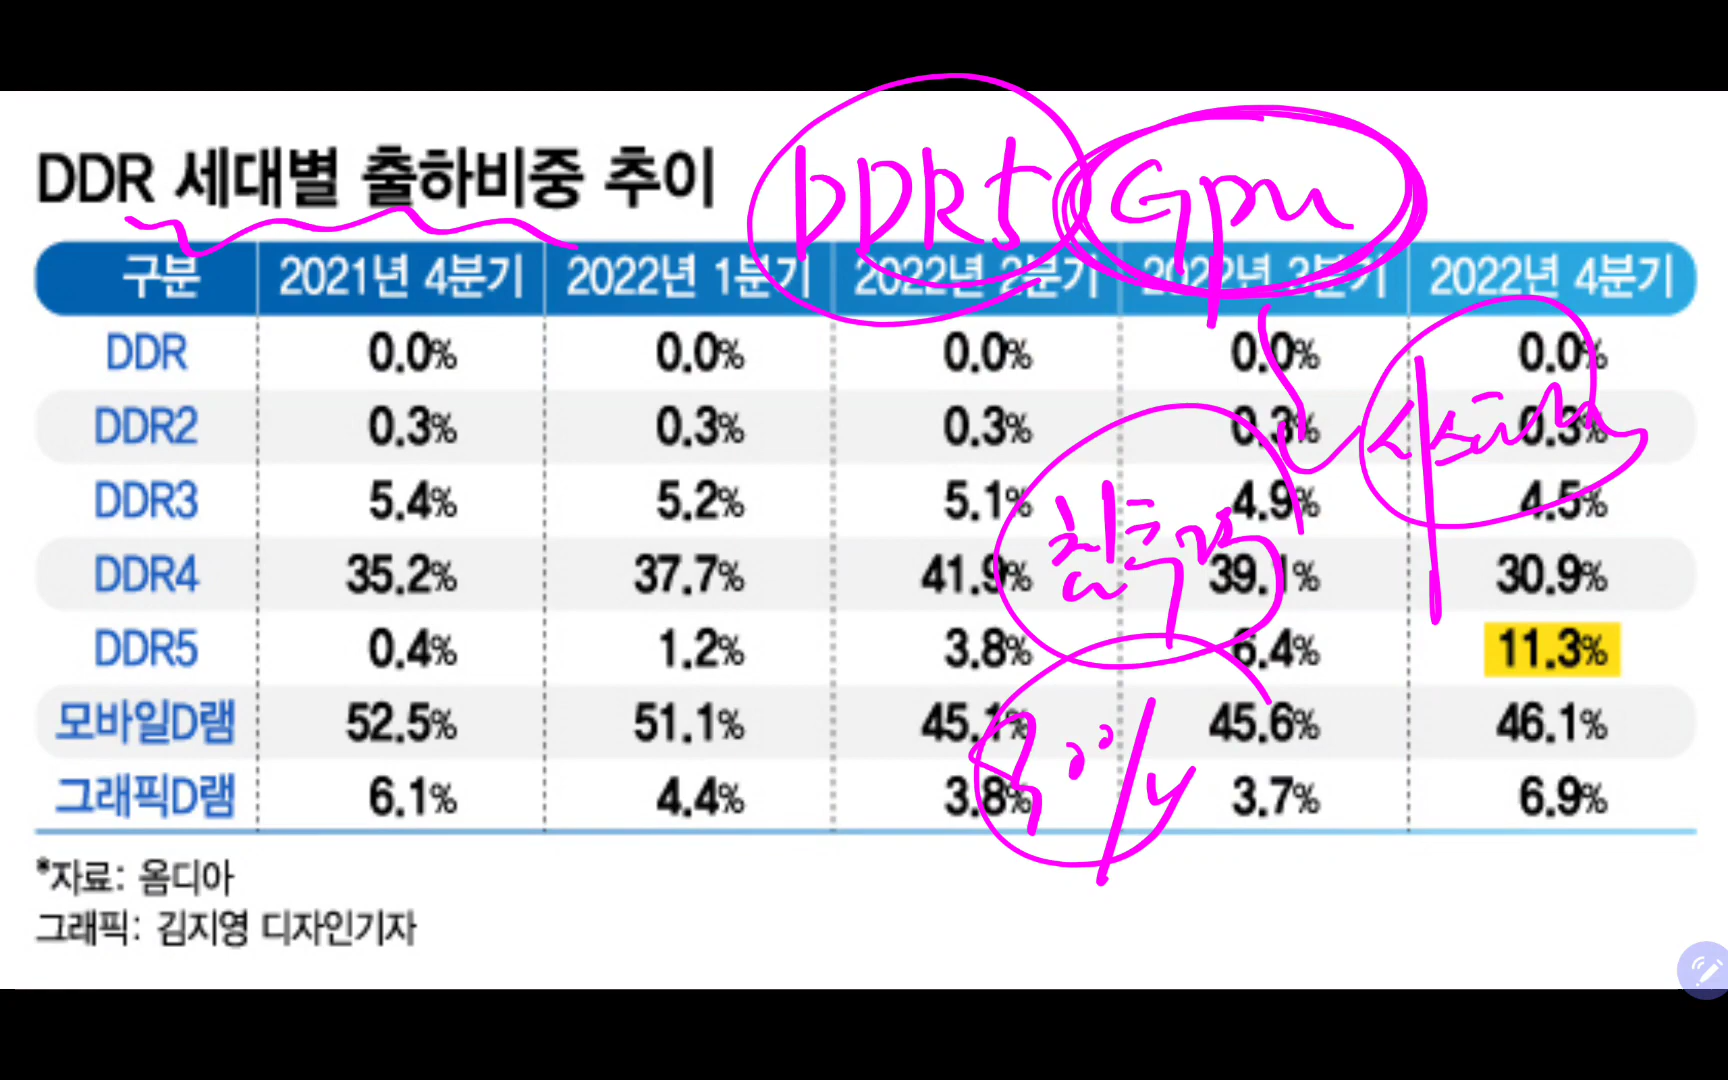 DDR 세대별 출하비중 추이
DDR5 GPU
구분 2021년 4분기 2022년 1분기 2022년 2분기 2022년 3분기 2022년 4분기
DDR 0.0% 0.0% 0.0% 0.0% 0.0%
DDR2 0.3% 0.3% 0.3% 0.3% 0.3%
DDR3 5.4% 5.2% 5.1% 4.9% 4.5%
DDR4 35.2% 37.7% 41.9% 39.1% 30.9%
DDR5 0.4% 1.2% 3.8% 6.4% 11.3%
모바일D램 52.5% 51.1% 45.1% 45.6% 46.1%
그래픽D램 6.1% 4.4% 3.8% 3.7% 6.9%
*자료: 옴디아
그래픽: 김지영 디자인기자